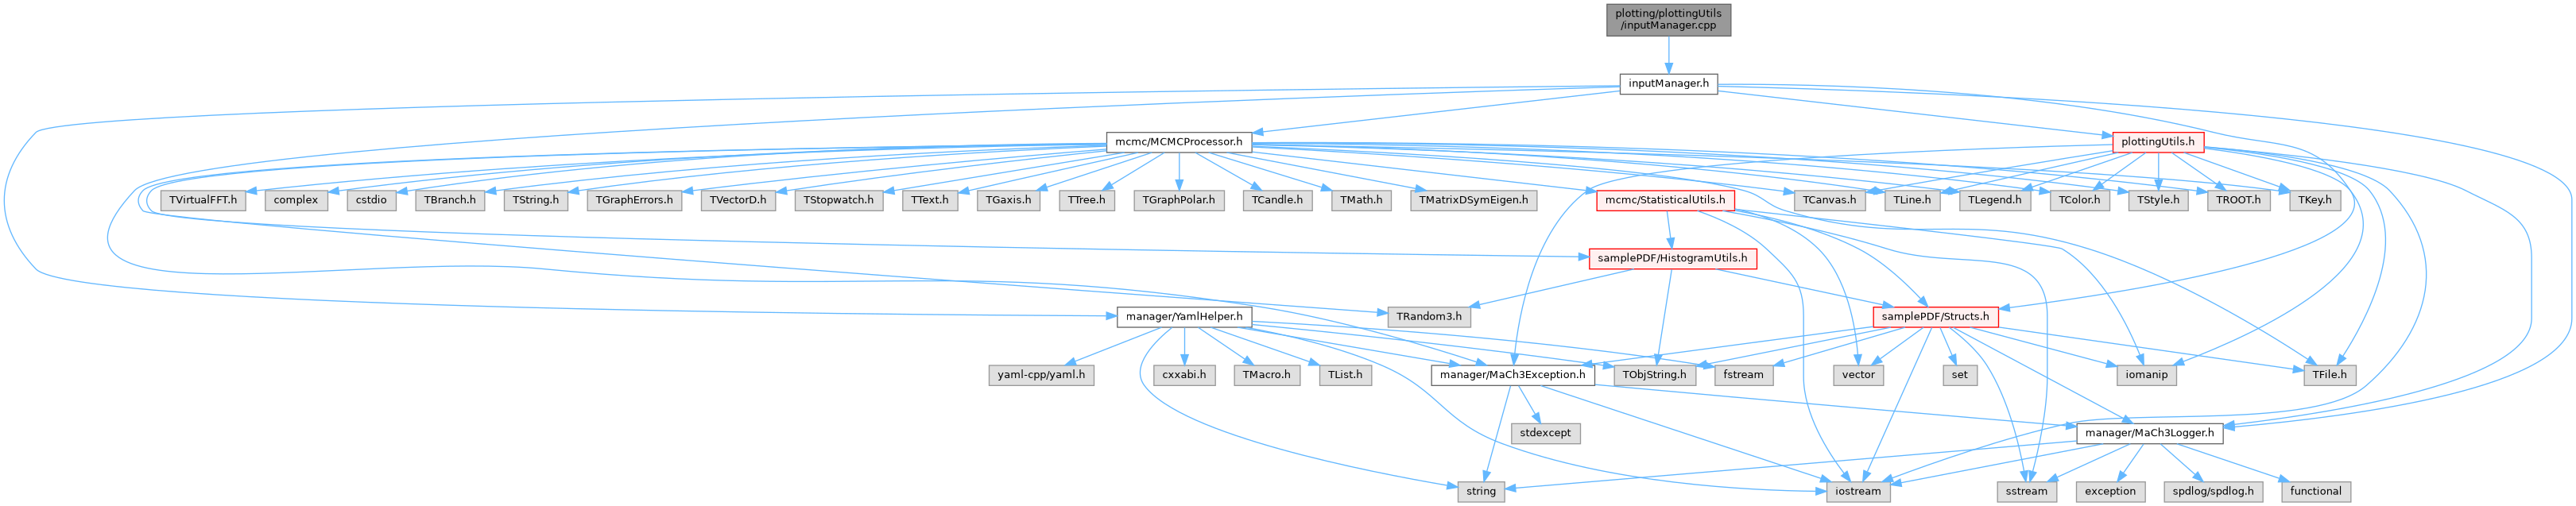 plotting/plottingUtils
/inputManager.cpp
inputManager.h
mcmc/MCMCProcessor.h
plottingUtils.h
TVirtualFFT.h
complex
cstdio
TBranch.h
TString.h
TGraphErrors.h
TVectorD.h
TStopwatch.h
TText.h
TGaxis.h
TTree.h
TGraphPolar.h
TCandle.h
TMath.h
TMatrixDSymEigen.h
mcmc/StatisticalUtils.h
TCanvas.h
TLine.h
TLegend.h
TColor.h
TStyle.h
TROOT.h
TKey.h
samplePDF/HistogramUtils.h
manager/YamlHelper.h
TRandom3.h
samplePDF/Structs.h
yaml-cpp/yaml.h
cxxabi.h
TMacro.h
TList.h
manager/MaCh3Exception.h
TObjString.h
fstream
vector
set
iomanip
TFile.h
stdexcept
manager/MaCh3Logger.h
string
iostream
sstream
exception
spdlog/spdlog.h
functional